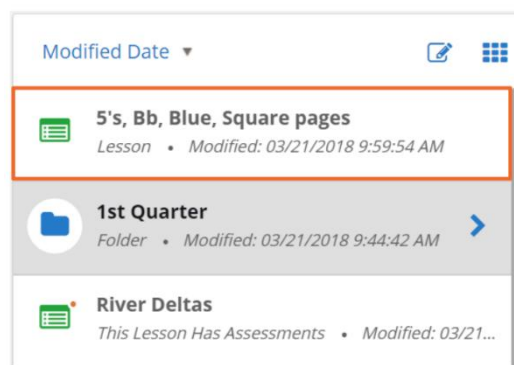 Modified Date
5's, Bb, Blue, Square pages
Lesson • Modified: 03/21/2018 9:59:54 AM
1st Quarter
Folder • Modified: 03/21/2018 9:44:42 AM
River Deltas
This Lesson Has Assessments • Modified: 03/21...